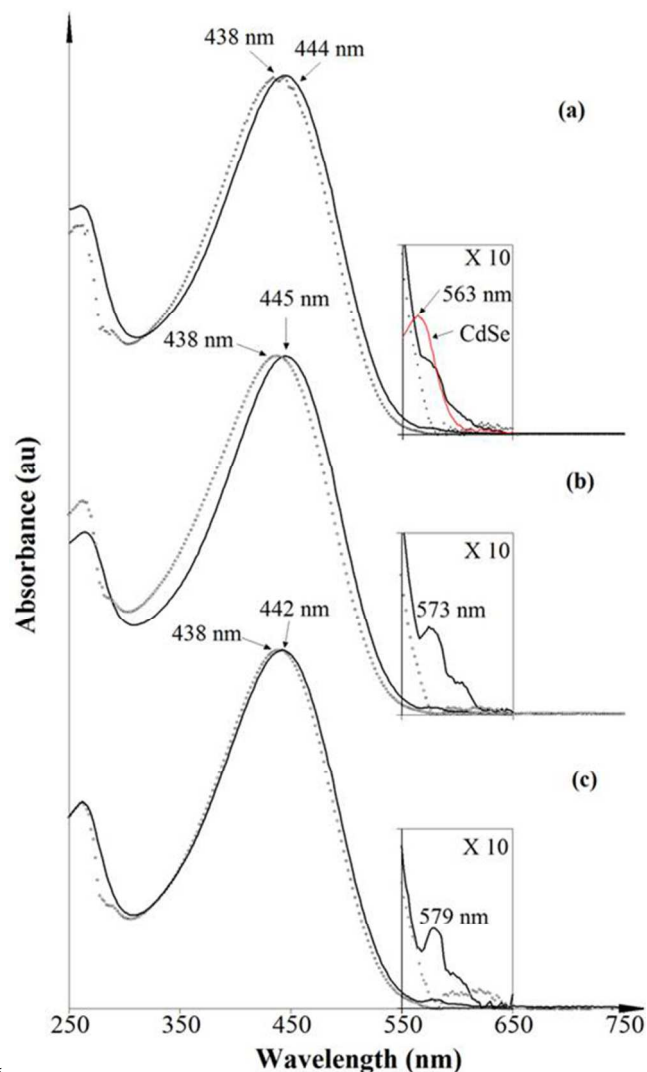 438 nm
444 nm
(a)
X 10
563 nm
CdSe
445 nm
438 nm
(b)
X 10
573 nm
442 nm
438 nm
(c)
X 10
579 nm
Absorbance (au)
250 350 450 550 650 750
Wavelength (nm)